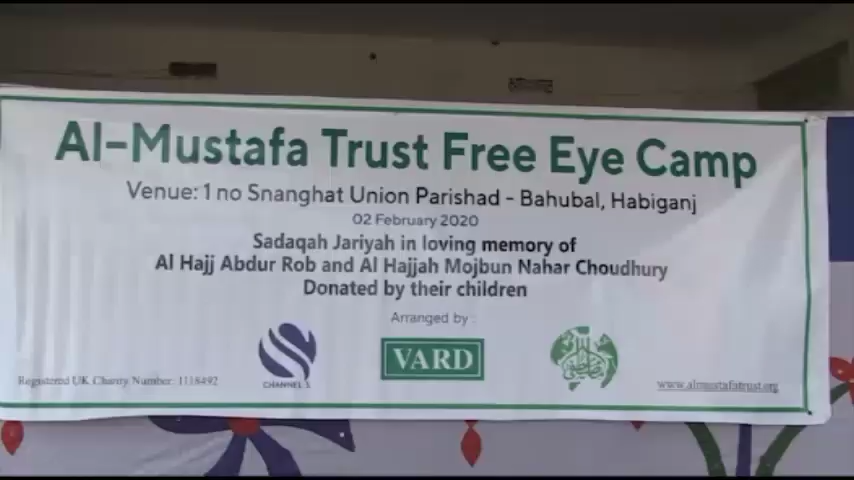 Al-Mustafa Trust Free Eye Camp
Venue: 1 no Snanghat Union Parishad - Bahubal, Habiganj
02 February 2020
Sadaqah Jariyah in loving memory of
Al Hajj Abdur Rob and Al Hajjah Mojbun Nahar Choudhury
Donated by their children
Arranged by :
CHANNEL S
VARD
Registered UK Charity Number: 1118492
www.almustafatrust.org